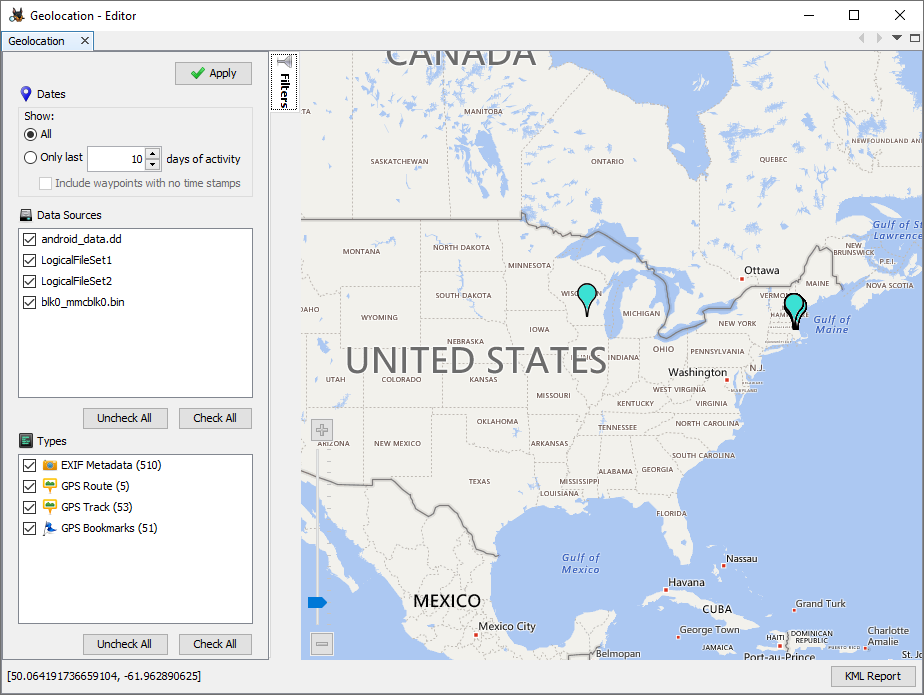 Geolocation - Editor
Geolocation
Apply
Filters
Dates
Show:
All
Only last 10 days of activity
Include waypoints with no time stamps
Data Sources
android_data.dd
LogicalFileSet1
LogicalFileSet2
blk0_mmcblk0.bin
Uncheck All
Check All
Types
EXIF Metadata (510)
GPS Route (5)
GPS Track (53)
GPS Bookmarks (51)
Uncheck All
Check All
CANADA
MANITOBA
SASKATCHEWAN
ONTARIO
QUEBEC
NEWFOUNDLAND AN
Gulf of St
Lawrence
NEW
BRUNSWICK
P.E.I.
NOVA SCOTIA
MONTANA
NORTH DAKOTA
MINNESOTA
Ottawa
MAINE
SOUTH DAKOTA
VERMO
Gulf of
Maine
MICHIGAN
WYOMING
IOWA
NEW YORK
NEBRASKA
OHIO
PENNSYLVANIA
INDIANA
UNITED STATES
Washington
N.J.
UTAH
COLORADO
KANSAS
MISSOURI
WEST VIRGINIA
KENTUCKY
VIRGINIA
OKLAHOMA
TENNESSEE
NORTH CAROLINA
ARIZONA
NEW MEXICO
ARKANSAS
SOUTH CAROLINA
ALABAMA
GEORGIA
TEXAS
MISSISSIPPI
LOUISIANA
FLORIDA
Gulf of
Mexico
Nassau
Havana
MEXICO
CUBA
Grand Turk
Mexico City
George Town
HAITI
DOMINICAN
REPUBLIC
PUERTO RICO
Charlotte
Amalie
JAMAICA
Belmopan
Port-au-Prince
St. Jo
[50.064191736659104, -61.962890625]
KML Report